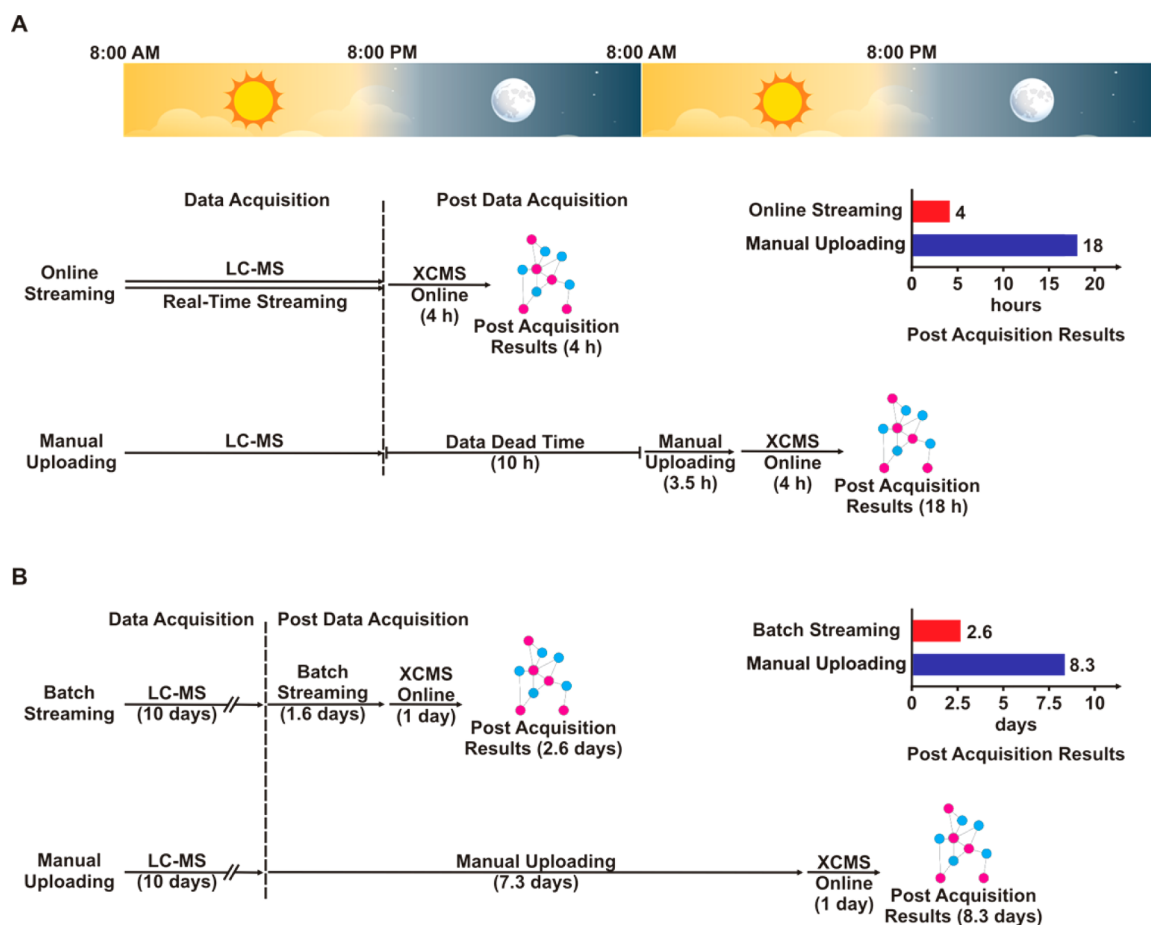 A
8:00 AM 8:00 PM 8:00 AM 8:00 PM
Data Acquisition Post Data Acquisition
Online
Streaming
LC-MS
Real-Time Streaming
XCMS
Online
(4 h)
Post Acquisition
Results (4 h)
Online Streaming 4
Manual Uploading 18
0 5 10 15 20
hours
Post Acquisition Results
Manual
Uploading
LC-MS
Data Dead Time
(10 h)
Manual
Uploading
(3.5 h)
XCMS
Online
(4 h)
Post Acquisition
Results (18 h)
B
Data Acquisition Post Data Acquisition
Batch
Streaming
LC-MS
(10 days)
Batch
Streaming
(1.6 days)
XCMS
Online
(1 day)
Post Acquisition
Results (2.6 days)
Batch Streaming 2.6
Manual Uploading 8.3
0 2.5 5 7.5 10
days
Post Acquisition Results
Manual
Uploading
LC-MS
(10 days)
Manual Uploading
(7.3 days)
XCMS
Online
(1 day)
Post Acquisition
Results (8.3 days)